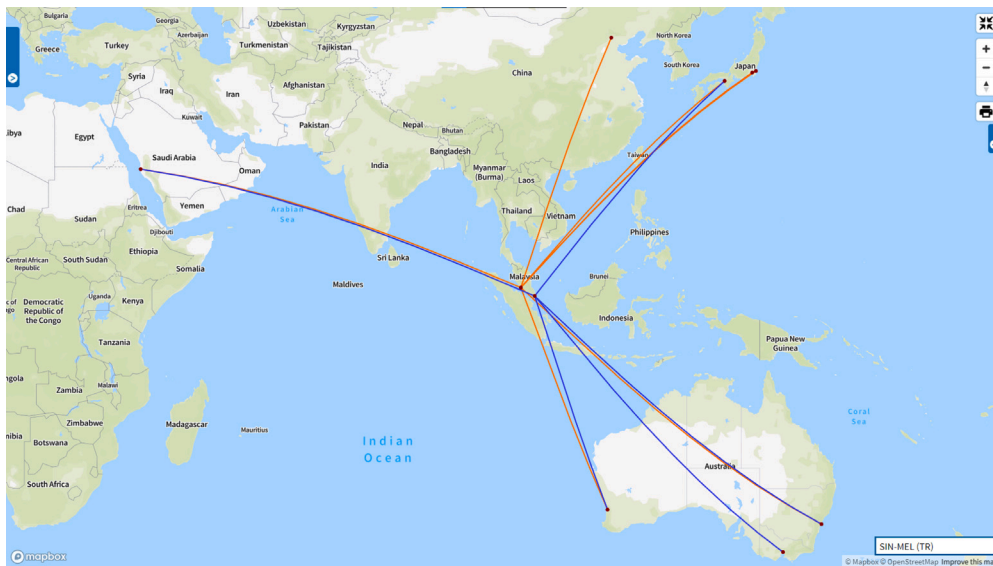 Bulgaria
Georgia
Uzbekistan
Kyrgyzstan
North Korea
Greece
Turkey
Azerbaijan
Turkmenistan
Tajikistan
South Korea
Japan
Syria
Iraq
Iran
Afghanistan
China
Kuwait
Pakistan
Nepal
Bhutan
ibya
Egypt
Saudi Arabia
Oman
India
Bangladesh
Myanmar
(Burma)
Laos
Taiwan
Chad
Sudan
Eritrea
Yemen
Arabian
Sea
Thailand
Vietnam
Djibouti
Philippines
Central African
Republic
South Sudan
Ethiopia
Somalia
Sri Lanka
Maldives
Malaysia
Brunei
Uganda
Kenya
Democratic
Republic of
the Congo
Indonesia
Papua New
Guinea
Tanzania
ngola
Zambia
Malawi
Zimbabwe
Madagascar
Mauritius
mibia
Botswana
South Africa
Indian
Ocean
Australia
Coral
Sea
SIN-MEL (TR)
mapbox
© Mapbox © OpenStreetMap Improve this ma